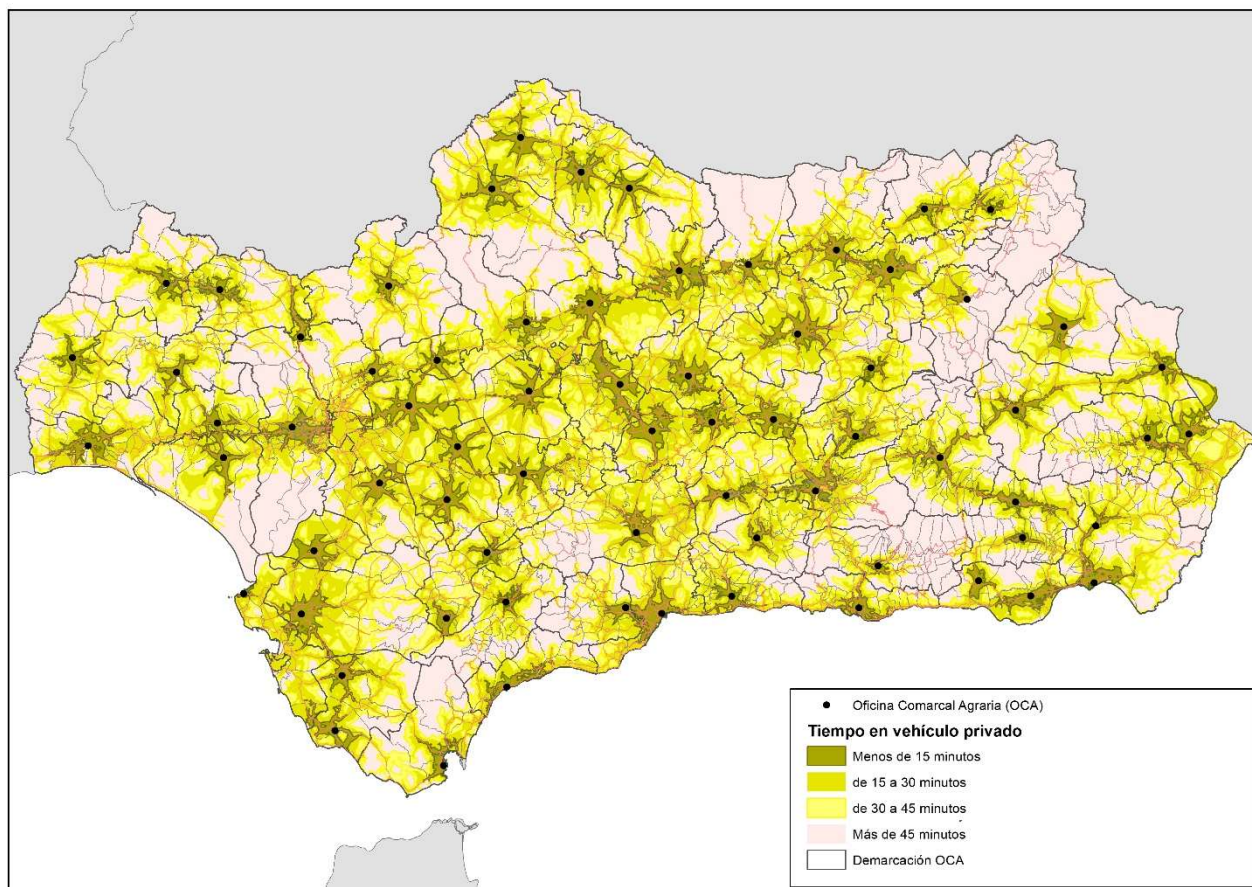 Oficina Comarcal Agraria (OCA)
Tiempo en vehículo privado
Menos de 15 minutos
de 15 a 30 minutos
de 30 a 45 minutos
Más de 45 minutos
Demarcación OCA